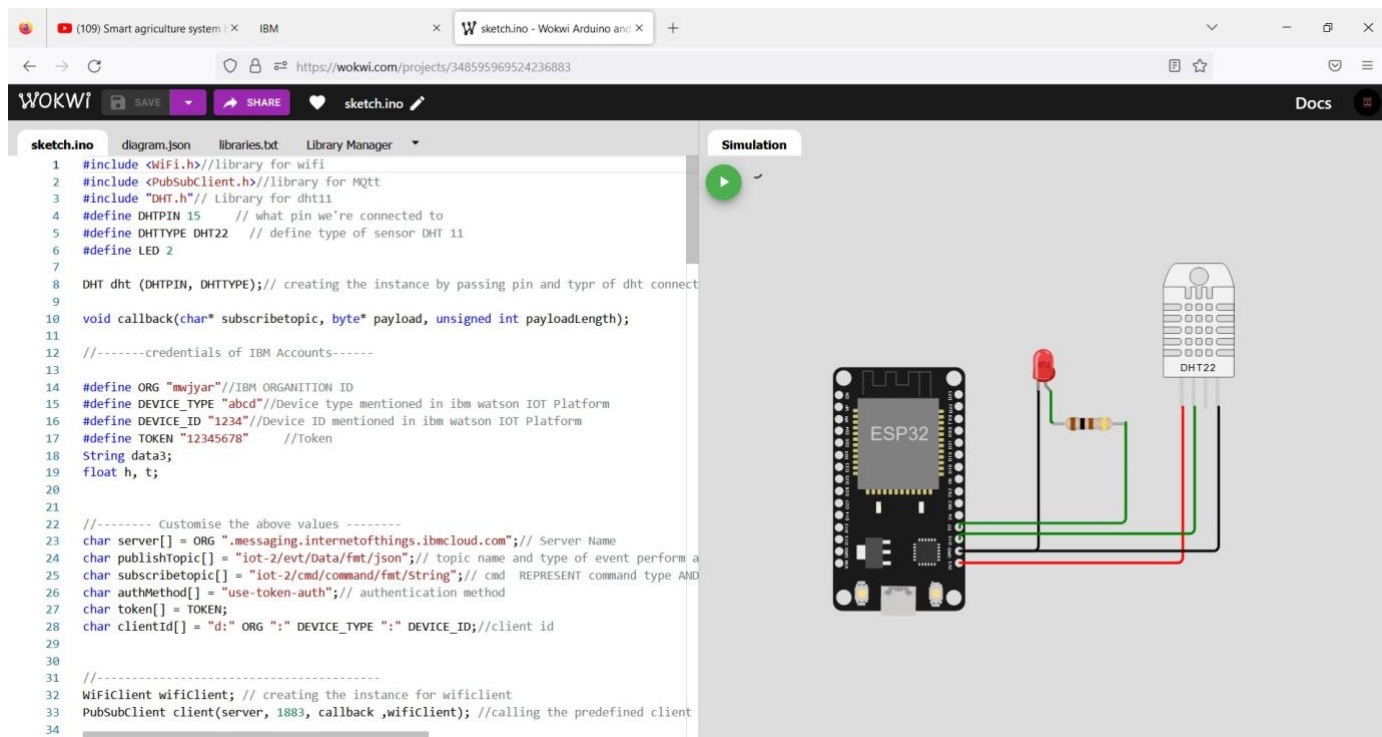 (109) Smart agriculture system
IBM
sketch.ino - Wokwi Arduino and
https://wokwi.com/projects/348595969524236883
WOKWi
SAVE
SHARE
sketch.ino
Docs
sketch.ino diagram.json libraries.txt Library Manager
Simulation
1 #include <WiFi.h>//library for wifi
2 #include <PubSubClient.h>//library for MQtt
3 #include "DHT.h"// Library for dht11
4 #define DHTPIN 15 // what pin we're connected to
5 #define DHTTYPE DHT22 // define type of sensor DHT 11
6 #define LED 2
7
8 DHT dht (DHTPIN, DHTTYPE);// creating the instance by passing pin and typr of dht connect
9
10 void callback(char* subscribetopic, byte* payload, unsigned int payloadLength);
11
12 //-------credentials of IBM Accounts------
13
14 #define ORG "mwjyar"//IBM ORGANITION ID
15 #define DEVICE_TYPE "abcd"//Device type mentioned in ibm watson IOT Platform
16 #define DEVICE_ID "1234"//Device ID mentioned in ibm watson IOT Platform
17 #define TOKEN "12345678" //Token
18 String data3;
19 float h, t;
20
21
22 //-------- Customise the above values --------
23 char server[] = ORG ".messaging.internetofthings.ibmcloud.com";// Server Name
24 char publishTopic[] = "iot-2/evt/Data/fmt/json";// topic name and type of event perform a
25 char subscribetopic[] = "iot-2/cmd/command/fmt/String";// cmd REPRESENT command type AND
26 char authMethod[] = "use-token-auth";// authentication method
27 char token[] = TOKEN;
28 char clientId[] = "d:" ORG ":" DEVICE_TYPE ":" DEVICE_ID;//client id
29
30
31 //-----------------------------------------
32 WiFiClient wifiClient; // creating the instance for wificlient
33 PubSubClient client(server, 1883, callback ,wifiClient); //calling the predefined client
34
ESP32
DHT22